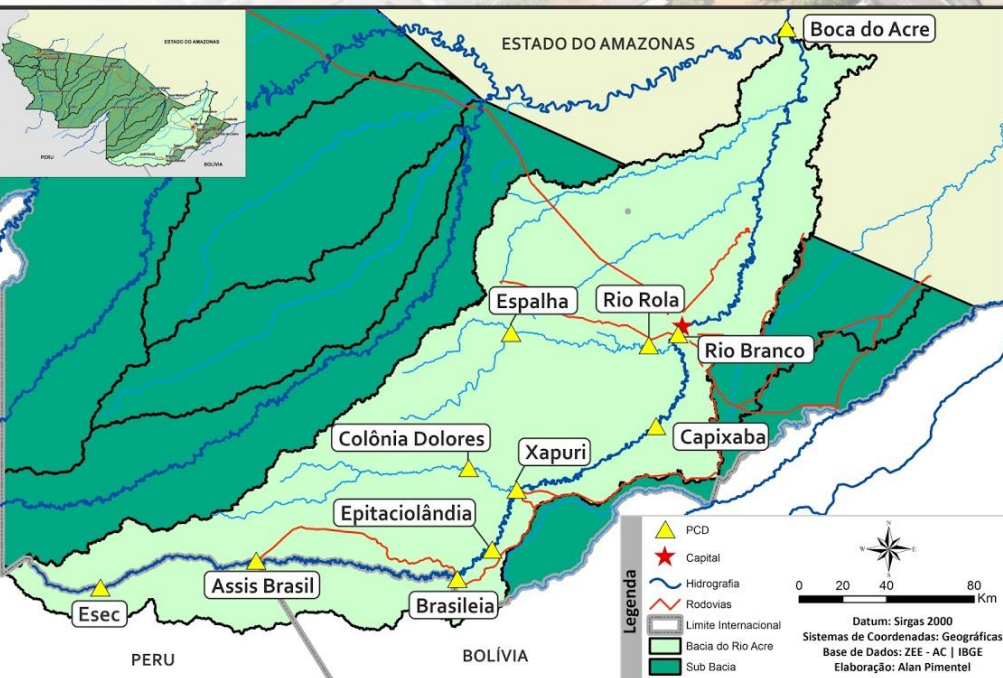 PERU
BOLÍVIA
ESTADO DO AMAZONAS
ESTADO DO AMAZONAS
Boca do Acre
Espalha
Rio Rola
Rio Branco
Capixaba
Colônia Dolores
Xapuri
Epitaciolândia
Assis Brasil
Brasileia
Esec
PERU
BOLÍVIA
Legenda
PCD
Capital
Hidrografia
Rodovias
Limite Internacional
Bacia do Rio Acre
Sub Bacia
N
W E
S
0 20 40 80
Km
Datum: Sirgas 2000
Sistemas de Coordenadas: Geográficas
Base de Dados: ZEE - AC | IBGE
Elaboração: Alan Pimentel